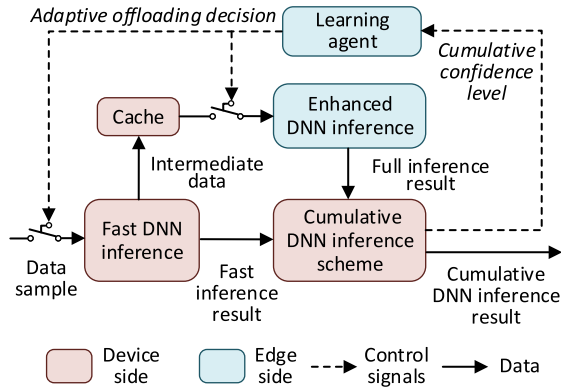 Adaptive offloading decision
Learning
agent
Cumulative
confidence
level
Cache
Enhanced
DNN inference
Intermediate
data
Full inference
result
Fast DNN
inference
Cumulative
DNN inference
scheme
Data
sample
Fast
inference
result
Cumulative
DNN inference
result
Device
side
Edge
side
Control
signals
Data